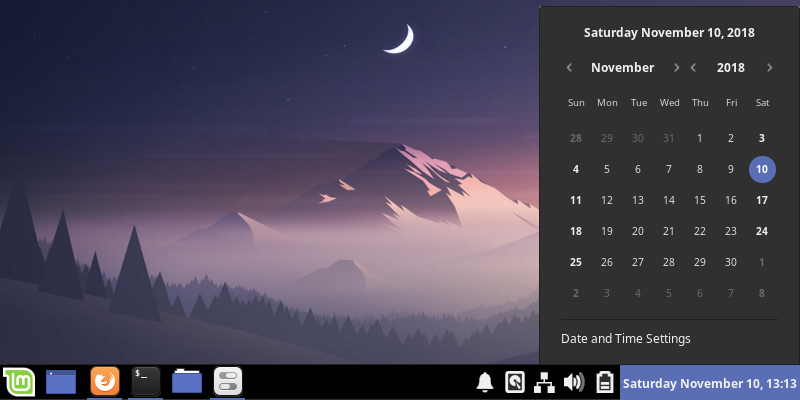 Saturday November 10, 2018
November 2018
Sun Mon Tue Wed Thu Fri Sat
28 29 30 31 1 2 3
4 5 6 7 8 9 10
11 12 13 14 15 16 17
18 19 20 21 22 23 24
25 26 27 28 29 30 1
2 3 4 5 6 7 8
Date and Time Settings
$_
Saturday November 10, 13:13